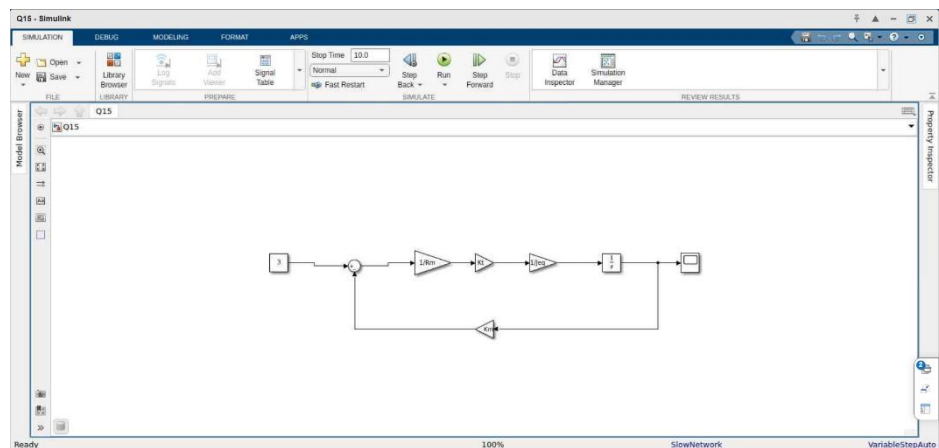 Q15 - Simulink
SIMULATION DEBUG MODELING FORMAT APPS
New
Open
Save
FILE
Library Browser
LIBRARY
Log Signals
Add Viewer
Signal Table
PREPARE
Stop Time 10.0
Normal
Fast Restart
Step Back
Run
Step Forward
Stop
SIMULATE
Data Inspector
Simulation Manager
REVIEW RESULTS
Model Browser
Q15
Q15
Property Inspector
3
1/Rm
Kt
1/Jeq
1
s
Km
2
Ready 100% SlowNetwork VariableStepAuto